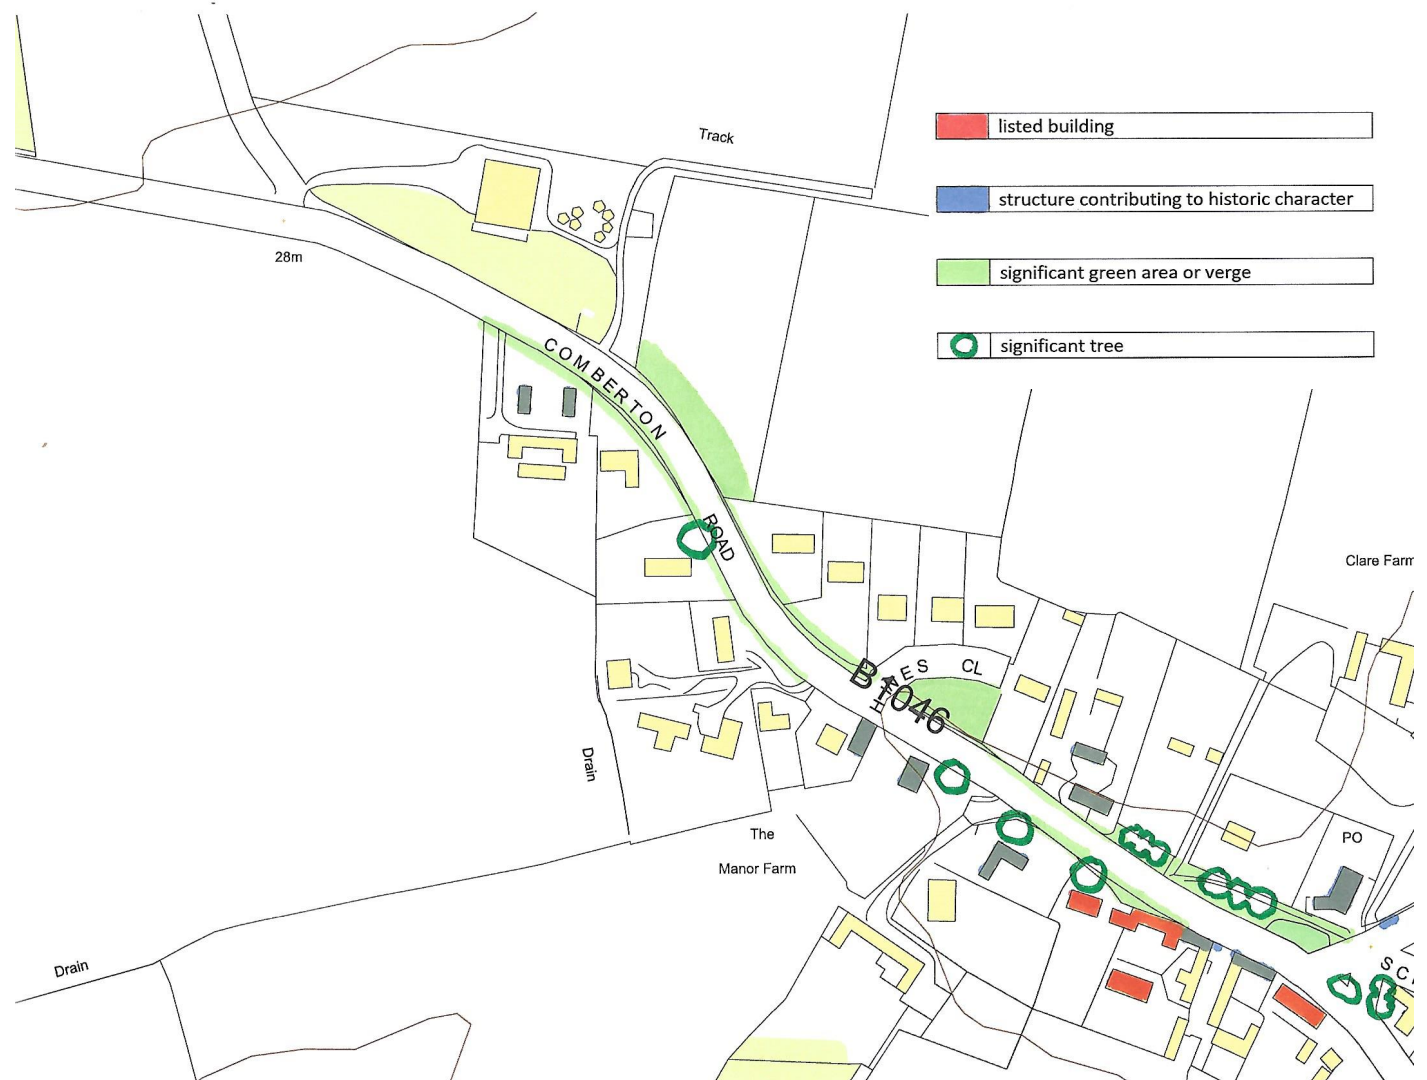 Track
listed building
structure contributing to historic character
significant green area or verge
significant tree
28m
COMBERTON
ROAD
Clare Farm
HINES CL
B1046
Drain
The
Manor Farm
PO
Drain